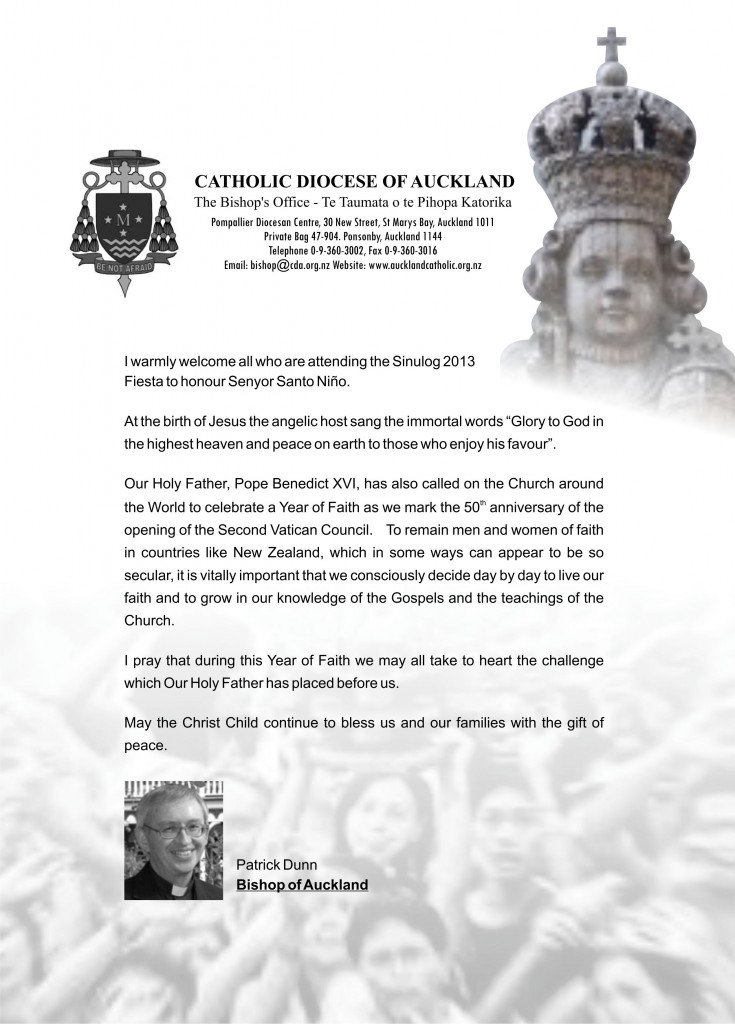 CATHOLIC DIOCESE OF AUCKLAND
The Bishop's Office - Te Taumata o te Pihopa Katorika
Pompallier Diocesan Centre, 30 New Street, St Marys Bay, Auckland 1011
Private Bag 47-904. Ponsonby, Auckland 1144
Telephone 0-9-360-3002, Fax 0-9-360-3016
Email: bishop@cda.org.nz Website: www.aucklandcatholic.org.nz
M
BE NOT AFRAID
I warmly welcome all who are attending the Sinulog 2013
Fiesta to honour Senyor Santo Niño.
At the birth of Jesus the angelic host sang the immortal words “Glory to God in
the highest heaven and peace on earth to those who enjoy his favour”.
Our Holy Father, Pope Benedict XVI, has also called on the Church around
the World to celebrate a Year of Faith as we mark the 50th anniversary of the
opening of the Second Vatican Council. To remain men and women of faith
in countries like New Zealand, which in some ways can appear to be so
secular, it is vitally important that we consciously decide day by day to live our
faith and to grow in our knowledge of the Gospels and the teachings of the
Church.
I pray that during this Year of Faith we may all take to heart the challenge
which Our Holy Father has placed before us.
May the Christ Child continue to bless us and our families with the gift of
peace.
Patrick Dunn
Bishop of Auckland